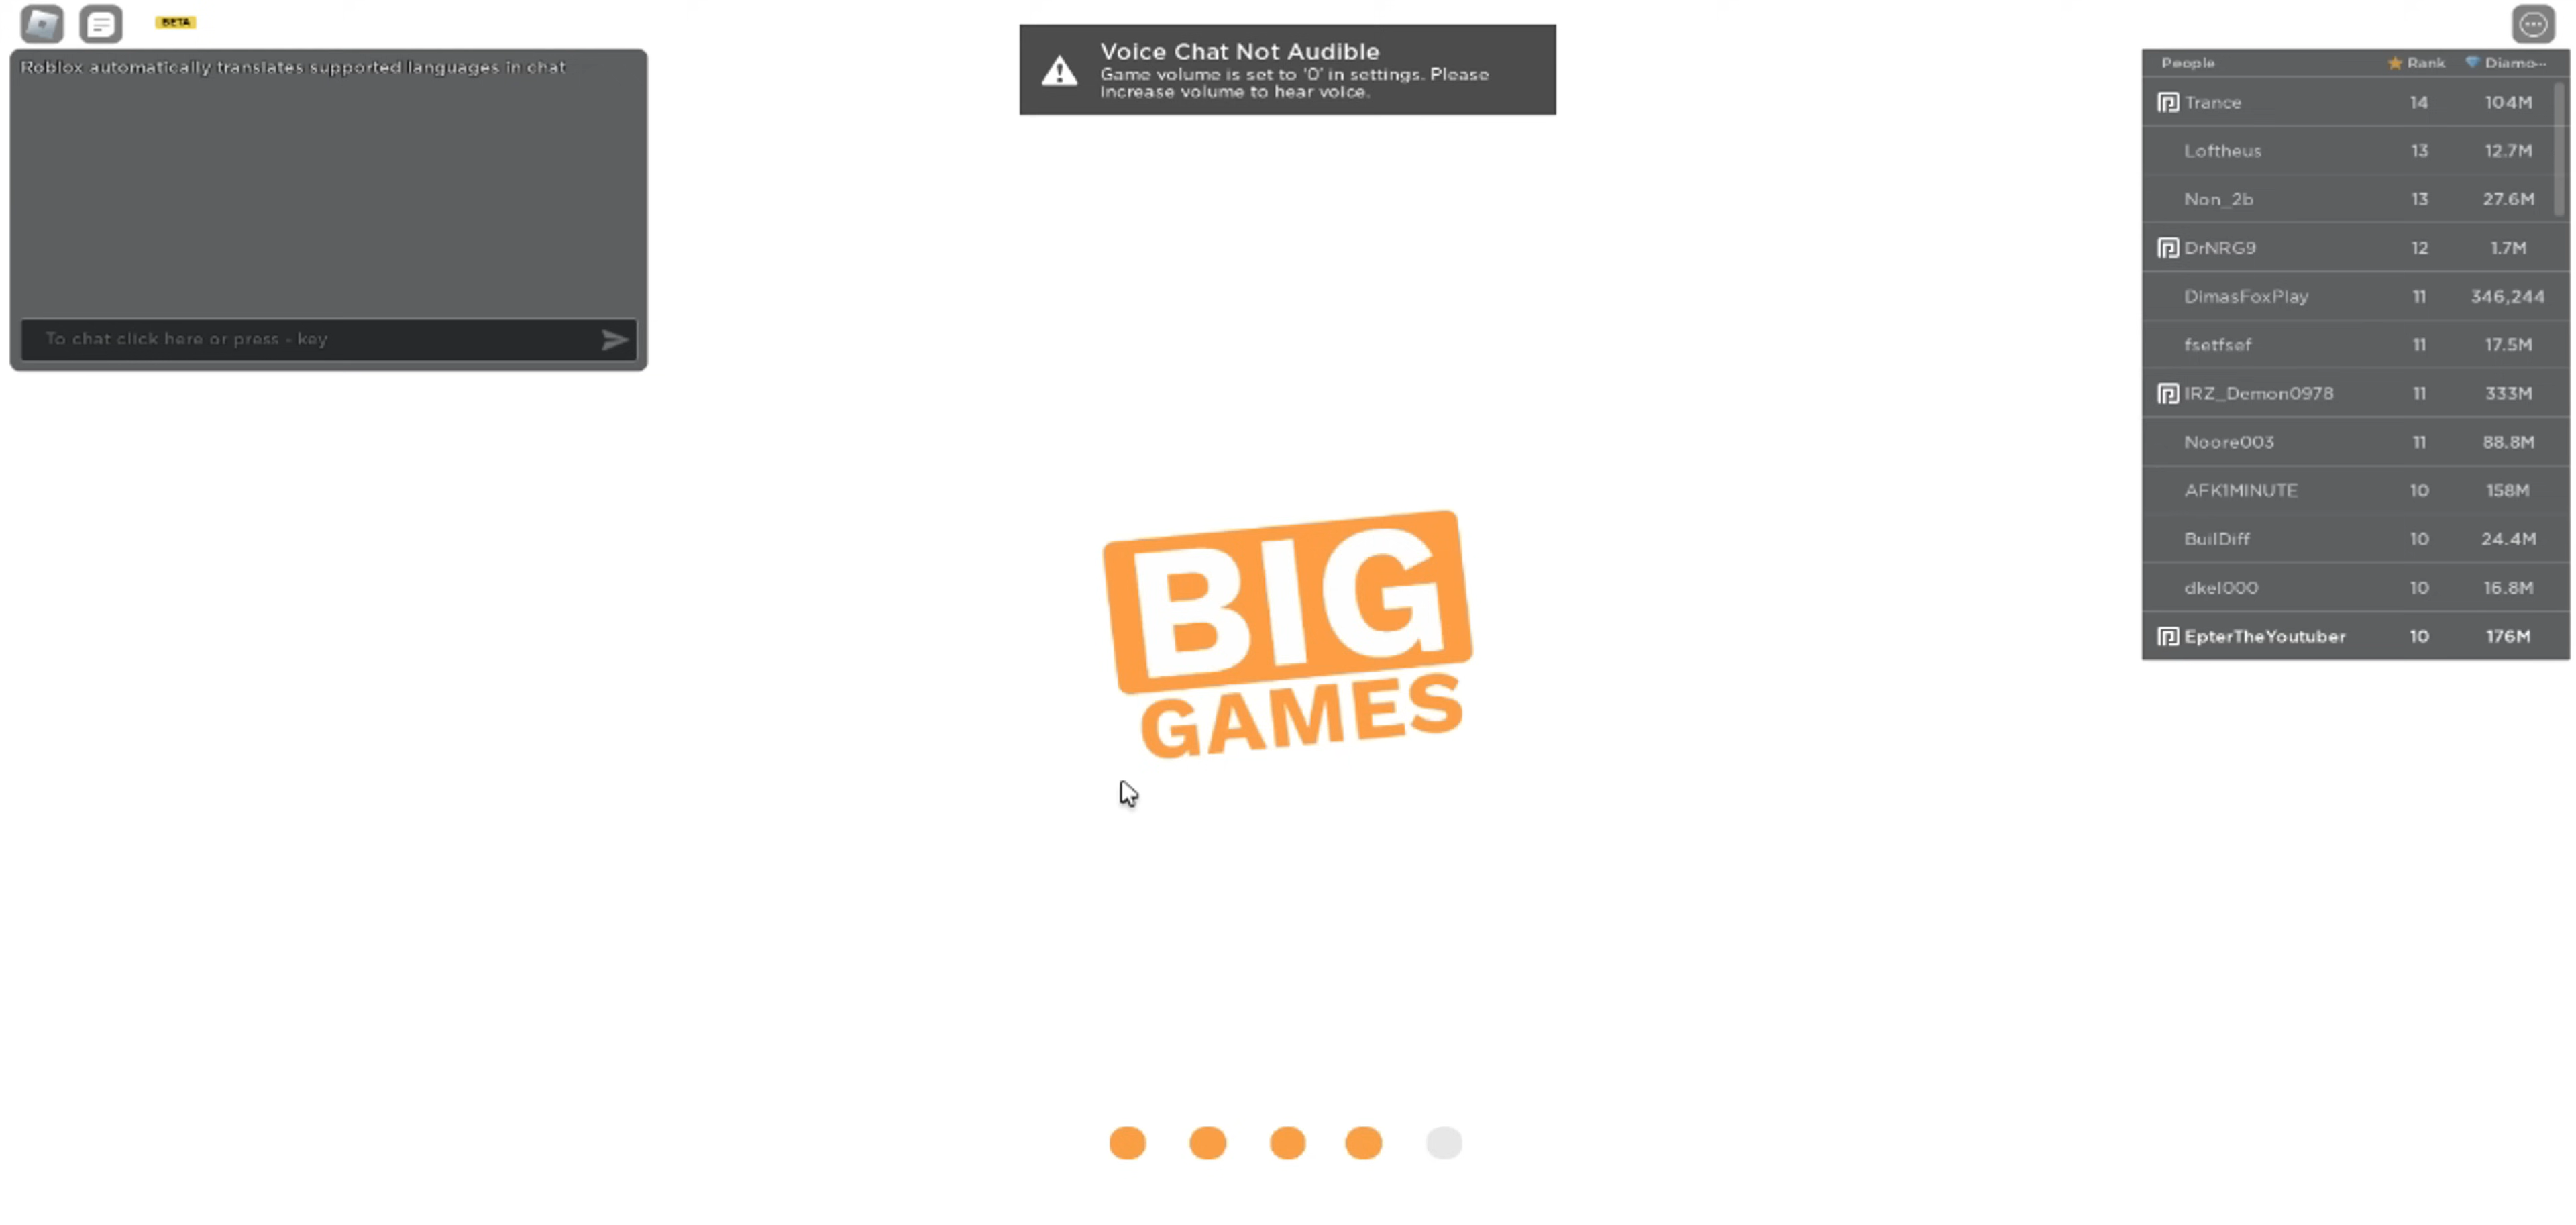 BETA
Roblox automatically translates supported languages in chat
To chat click here or press - key
Voice Chat Not Audible
Game volume is set to '0' in settings. Please
increase volume to hear voice.
BIG
GAMES
People Rank Diamo...
Trance 14 104M
Loftheus 13 12.7M
Non_2b 13 27.6M
DrNRG9 12 1.7M
DimasFoxPlay 11 346,244
fsetfsef 11 17.5M
IRZ_Demon0978 11 333M
Noore003 11 88.8M
AFK1MINUTE 10 158M
BuilDiff 10 24.4M
dkel000 10 16.8M
EpterTheYoutuber 10 176M